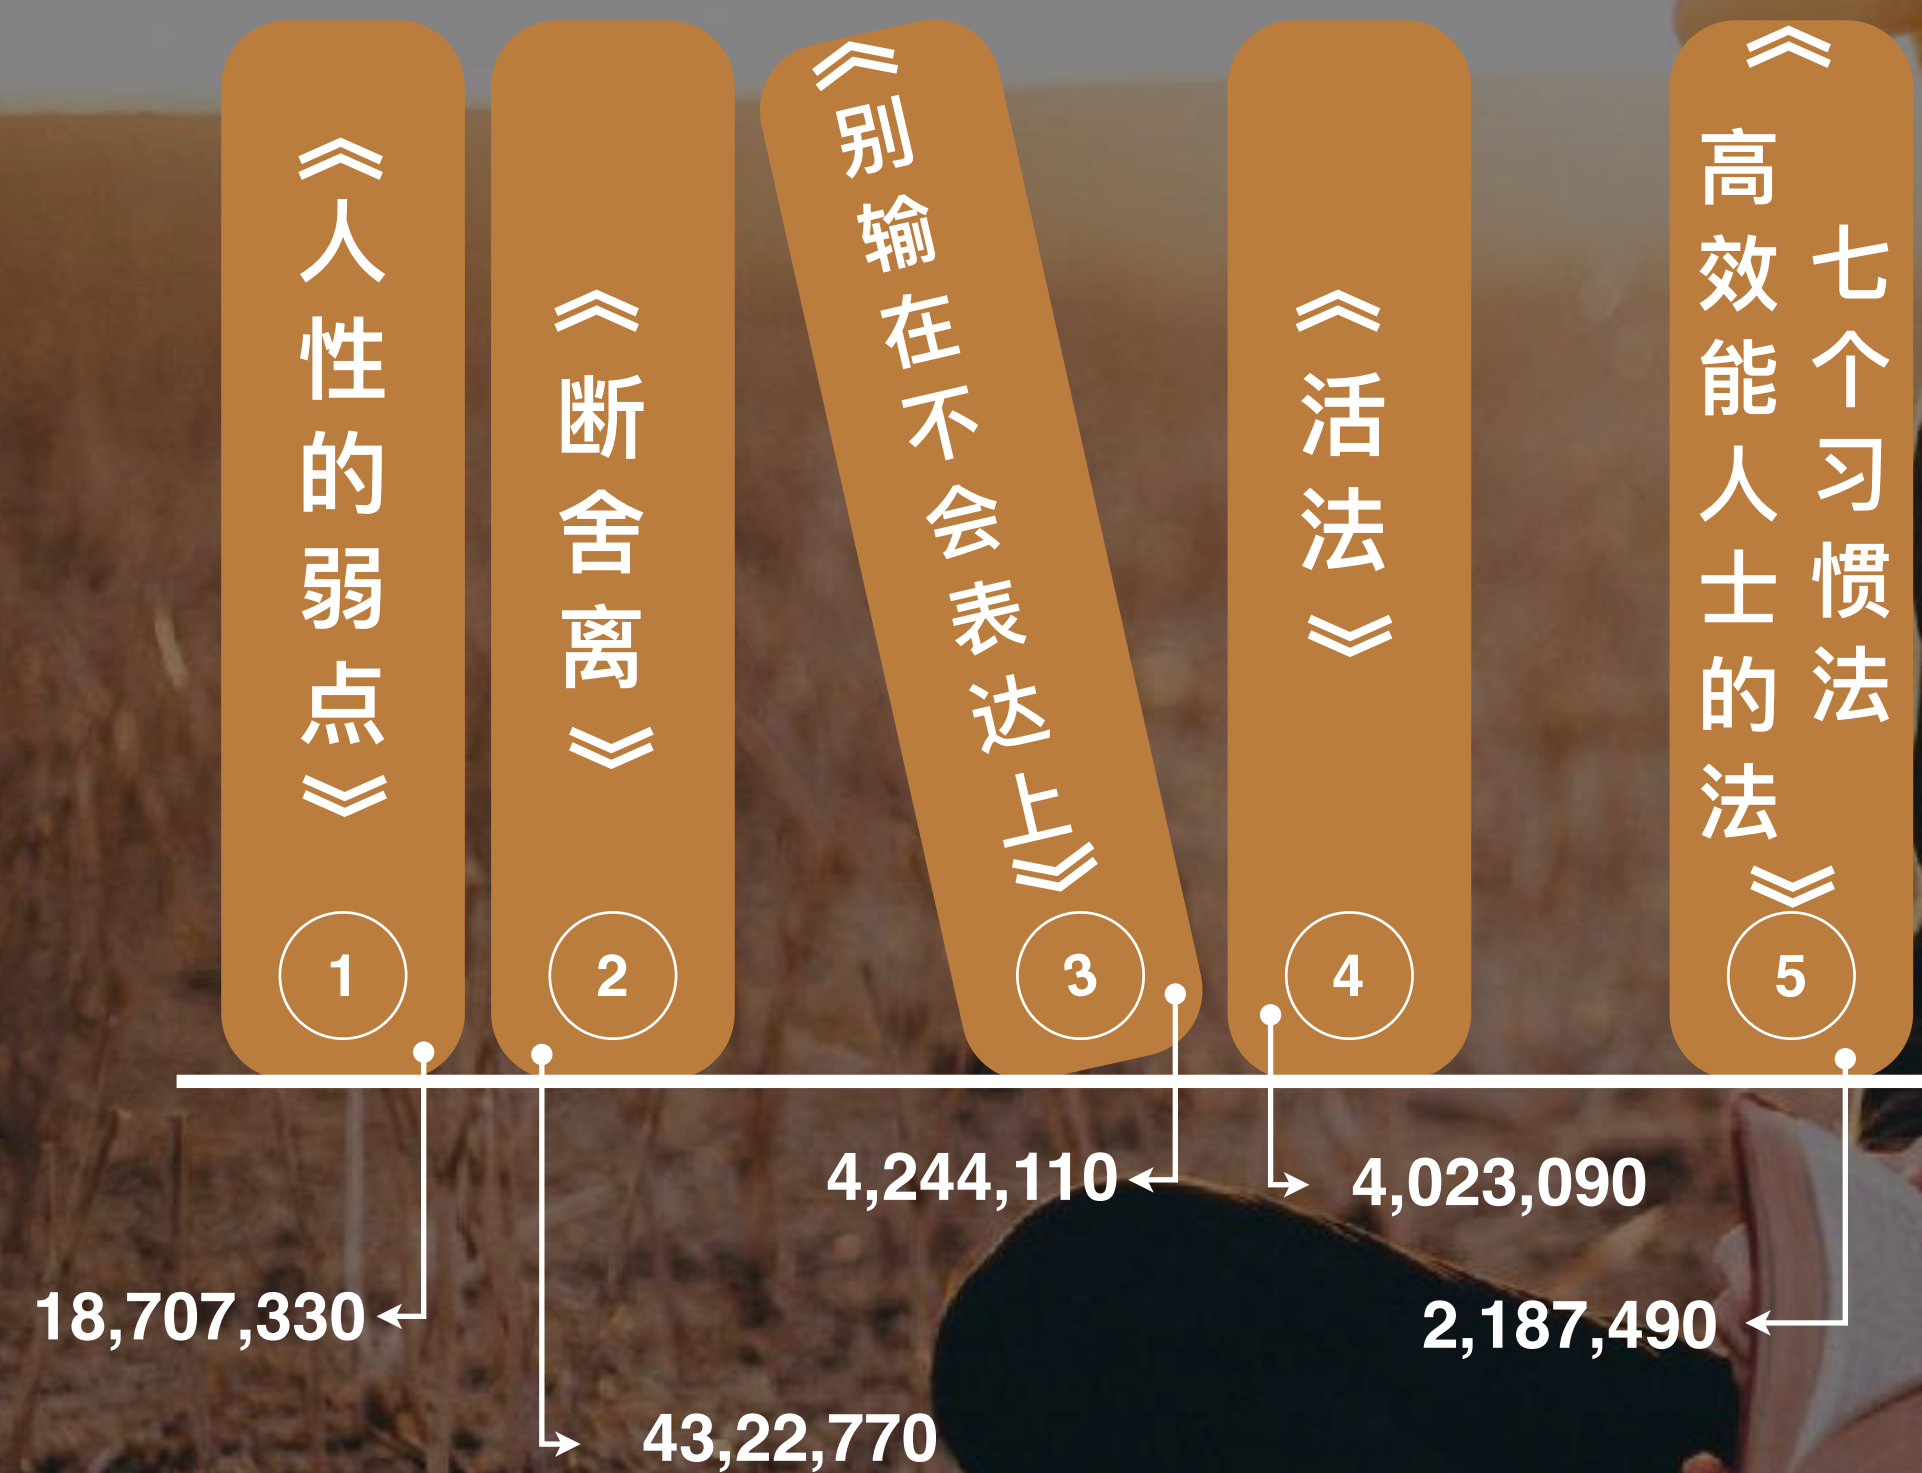 《人性的弱点》
1
18,707,330
《断舍离》
2
43,22,770
《别输在不会表达上》
3
4,244,110
《活法》
4
4,023,090
《
高效能人士的法
七个习惯法
》
5
2,187,490